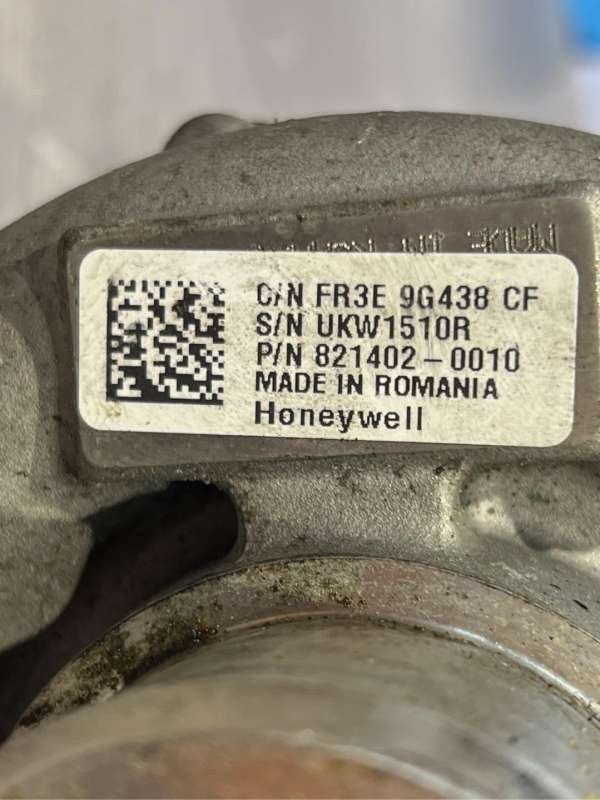 C/N FR3E 9G438 CF
S/N UKW1510R
P/N 821402-0010
MADE IN ROMANIA
Honeywell